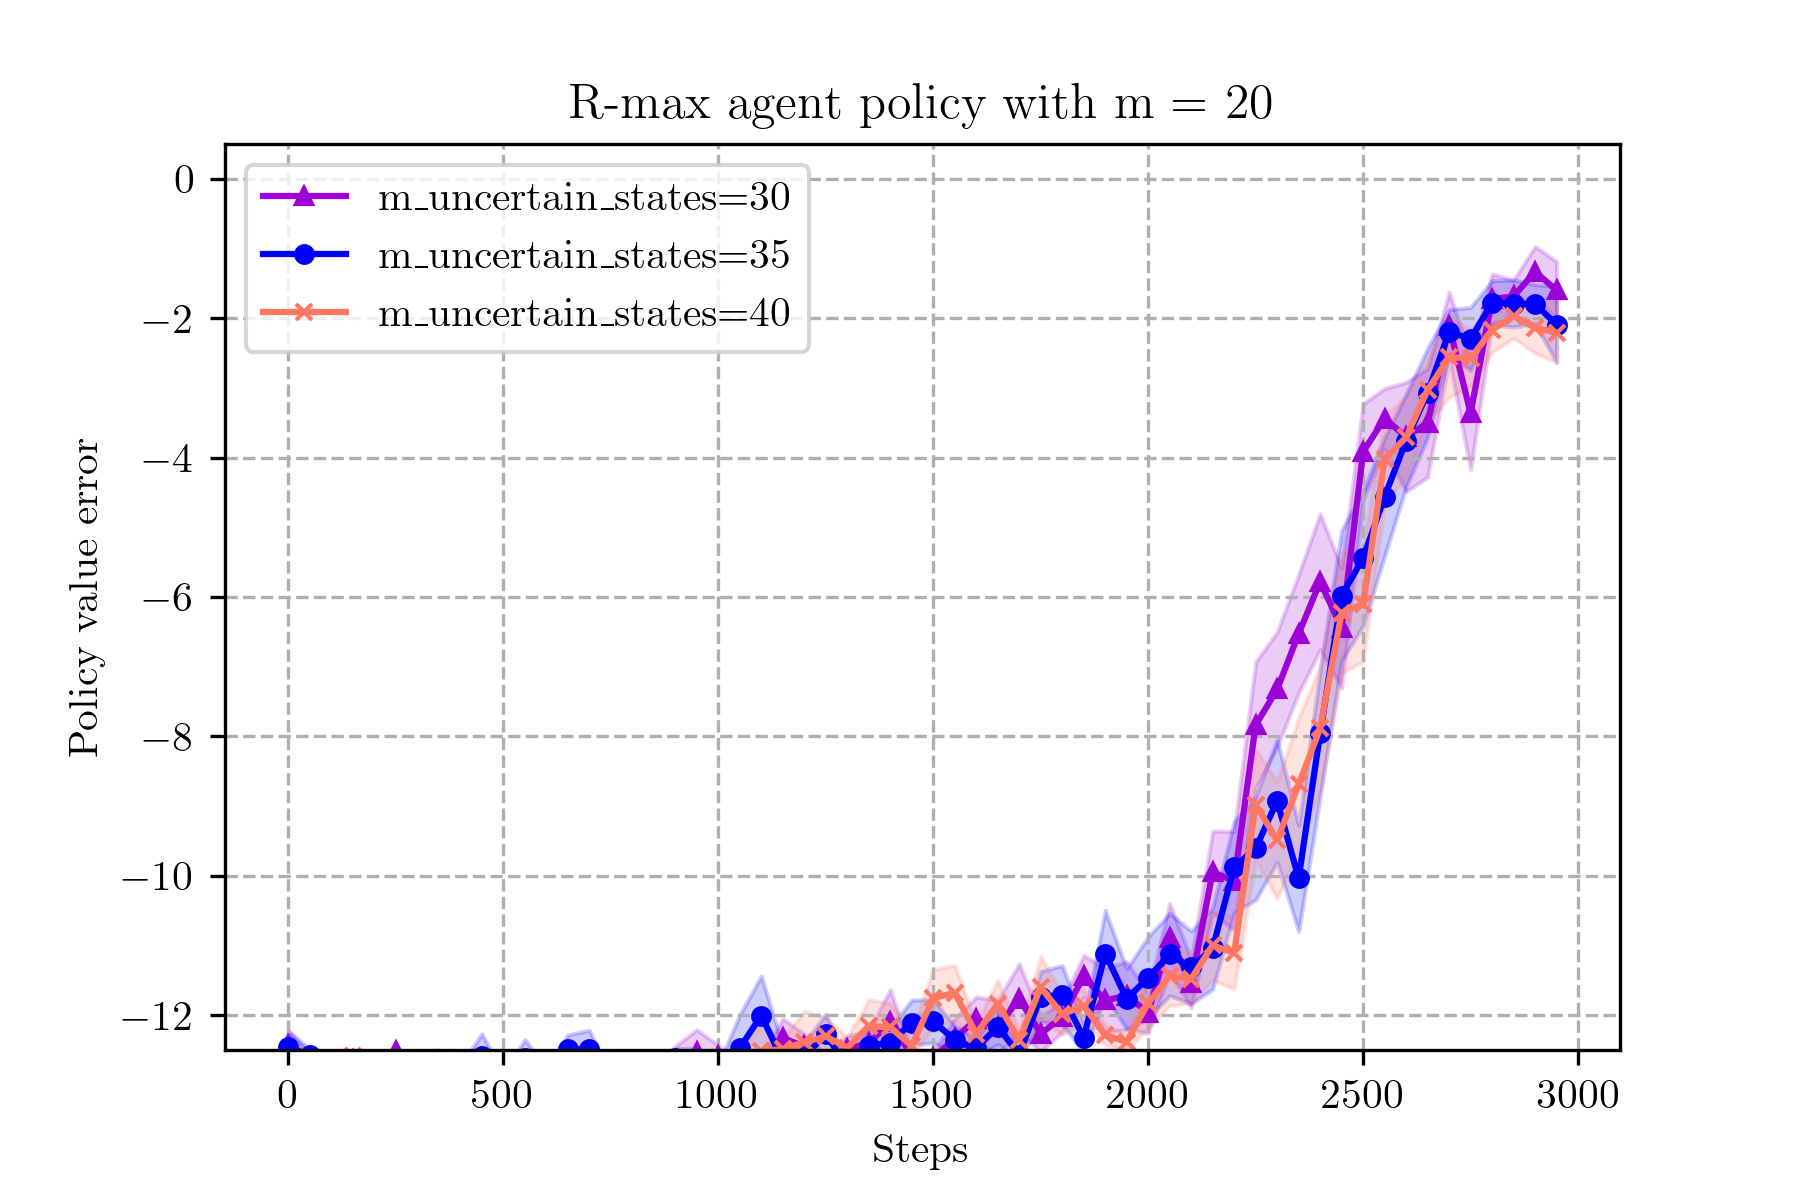 R-max agent policy with m = 20
m_uncertain_states=30
m_uncertain_states=35
m_uncertain_states=40
Policy value error
0
−2
−4
−6
−8
−10
−12
0 500 1000 1500 2000 2500 3000
Steps